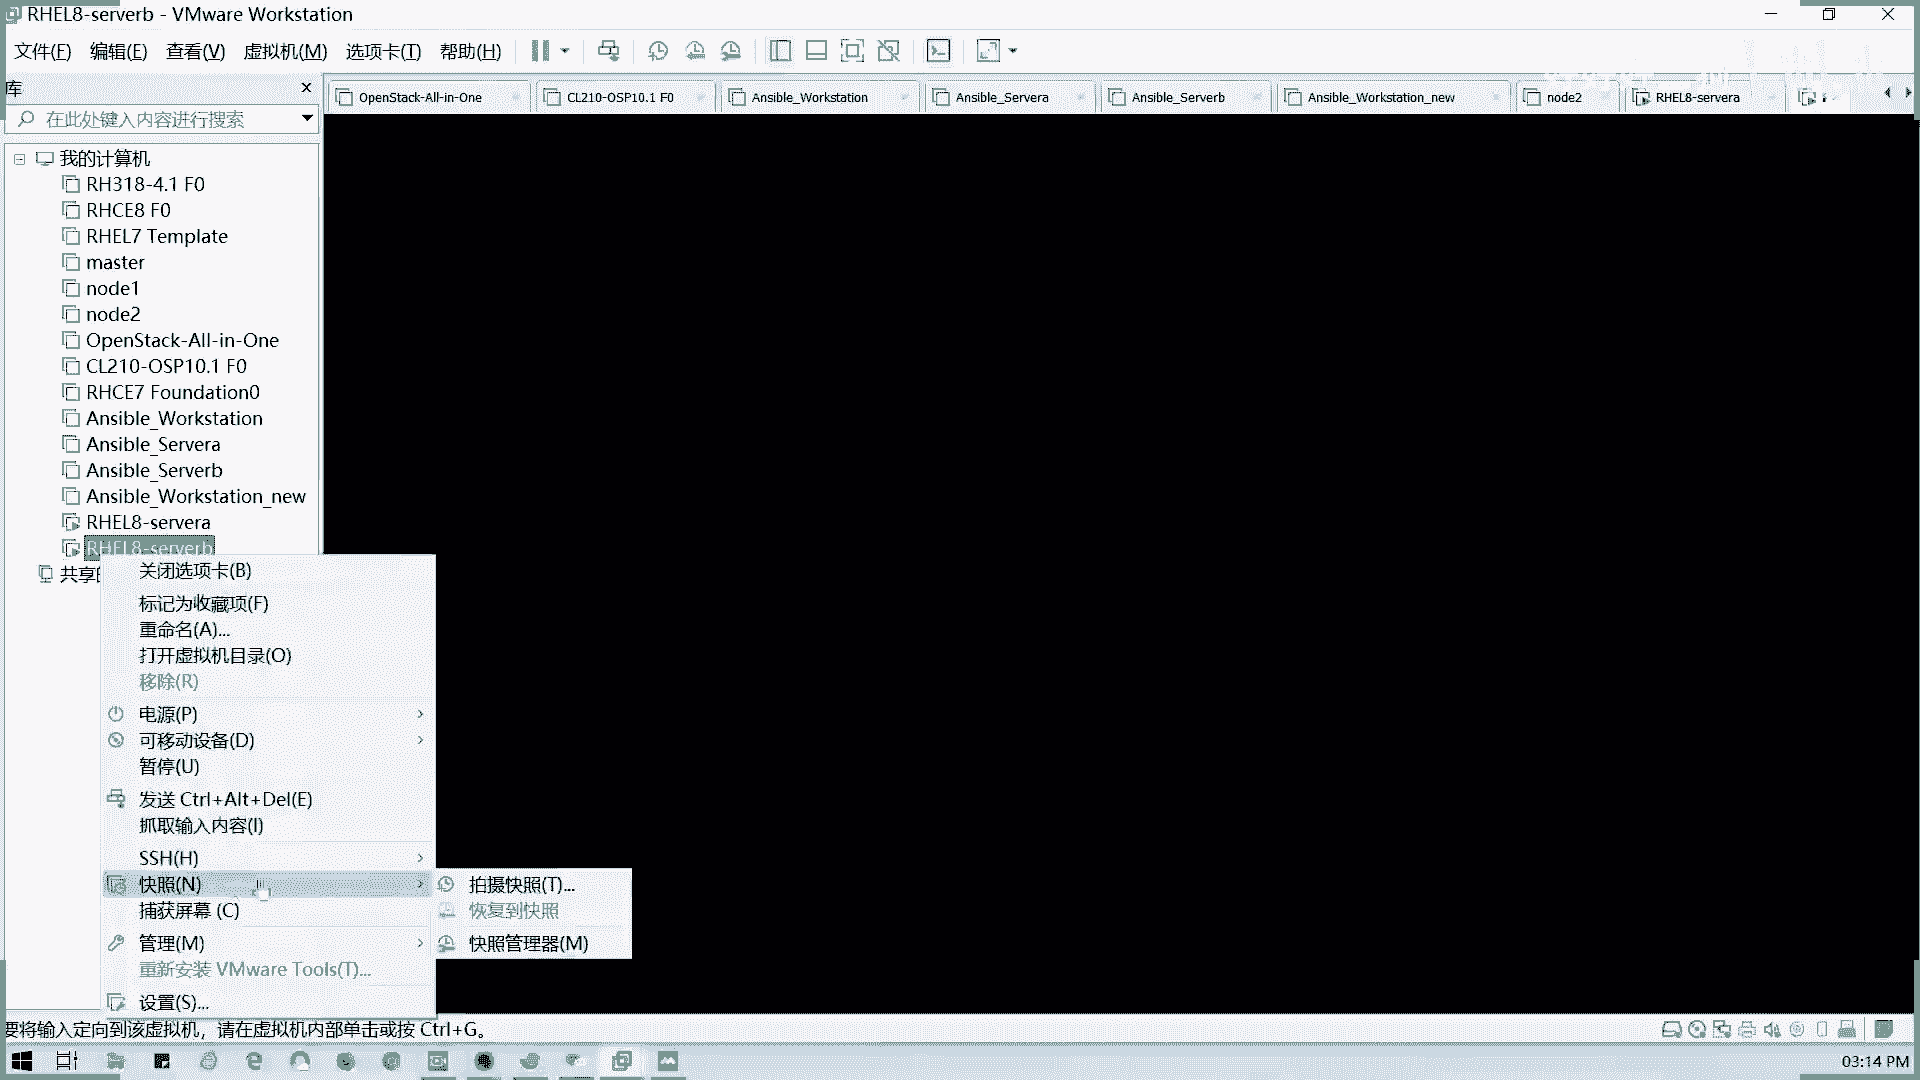 RHEL8-serverb - VMware Workstation
文件(F) 编辑(E) 查看(V) 虚拟机(M) 选项卡(T) 帮助(H)
库
在此处键入内容进行搜索
OpenStack-All-in-One CL210-OSP10.1 F0 Ansible_Workstation Ansible_Servera Ansible_Serverb Ansible_Workstation_new node2 RHEL8-servera
我的计算机
RH318-4.1 F0
RHCE8 F0
RHEL7 Template
master
node1
node2
OpenStack-All-in-One
CL210-OSP10.1 F0
RHCE7 Foundation0
Ansible_Workstation
Ansible_Servera
Ansible_Serverb
Ansible_Workstation_new
RHEL8-servera
RHEL8-serverb
共享的
关闭选项卡(B)
标记为收藏项(F)
重命名(A)...
打开虚拟机目录(O)
移除(R)
电源(P)
可移动设备(D)
暂停(U)
发送 Ctrl+Alt+Del(E)
抓取输入内容(I)
SSH(H)
快照(N)
捕获屏幕 (C)
管理(M)
重新安装 VMware Tools(T)...
设置(S)...
拍摄快照(T)...
恢复到快照
快照管理器(M)
要将输入定向到该虚拟机，请在虚拟机内部单击或按 Ctrl+G。
03:14 PM